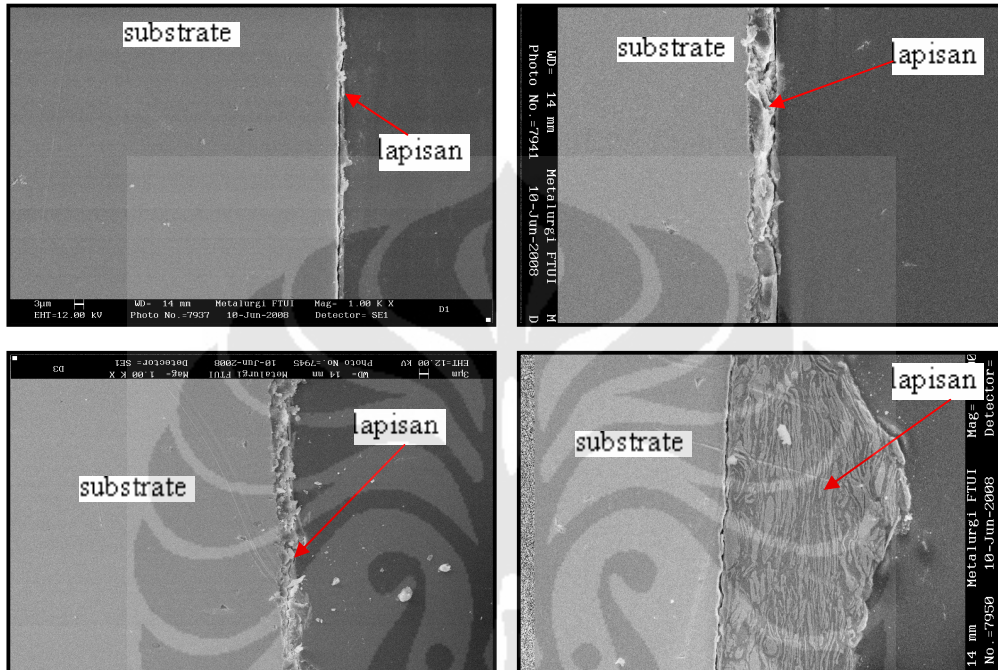 substrate
lapisan
3µm
EHT=12.00 kV
WD= 14 mm
Photo No.=7937
Metalurgi FTUI
10-Jun-2008
Mag= 1.00 K X
Detector= SE1
D1
substrate
lapisan
WD= 14 mm Metalurgi FTUI M
Photo No.=7941 10-Jun-2008 D
lapisan
substrate
3µm
EHT=12.00 kV
WD= 14 mm
Photo No.=7945
Metalurgi FTUI
10-Jun-2008
Mag= 1.00 K X
Detector= SE1
D3
lapisan
substrate
14 mm Metalurgi FTUI Mag=
No.=7950 10-Jun-2008 Detector=